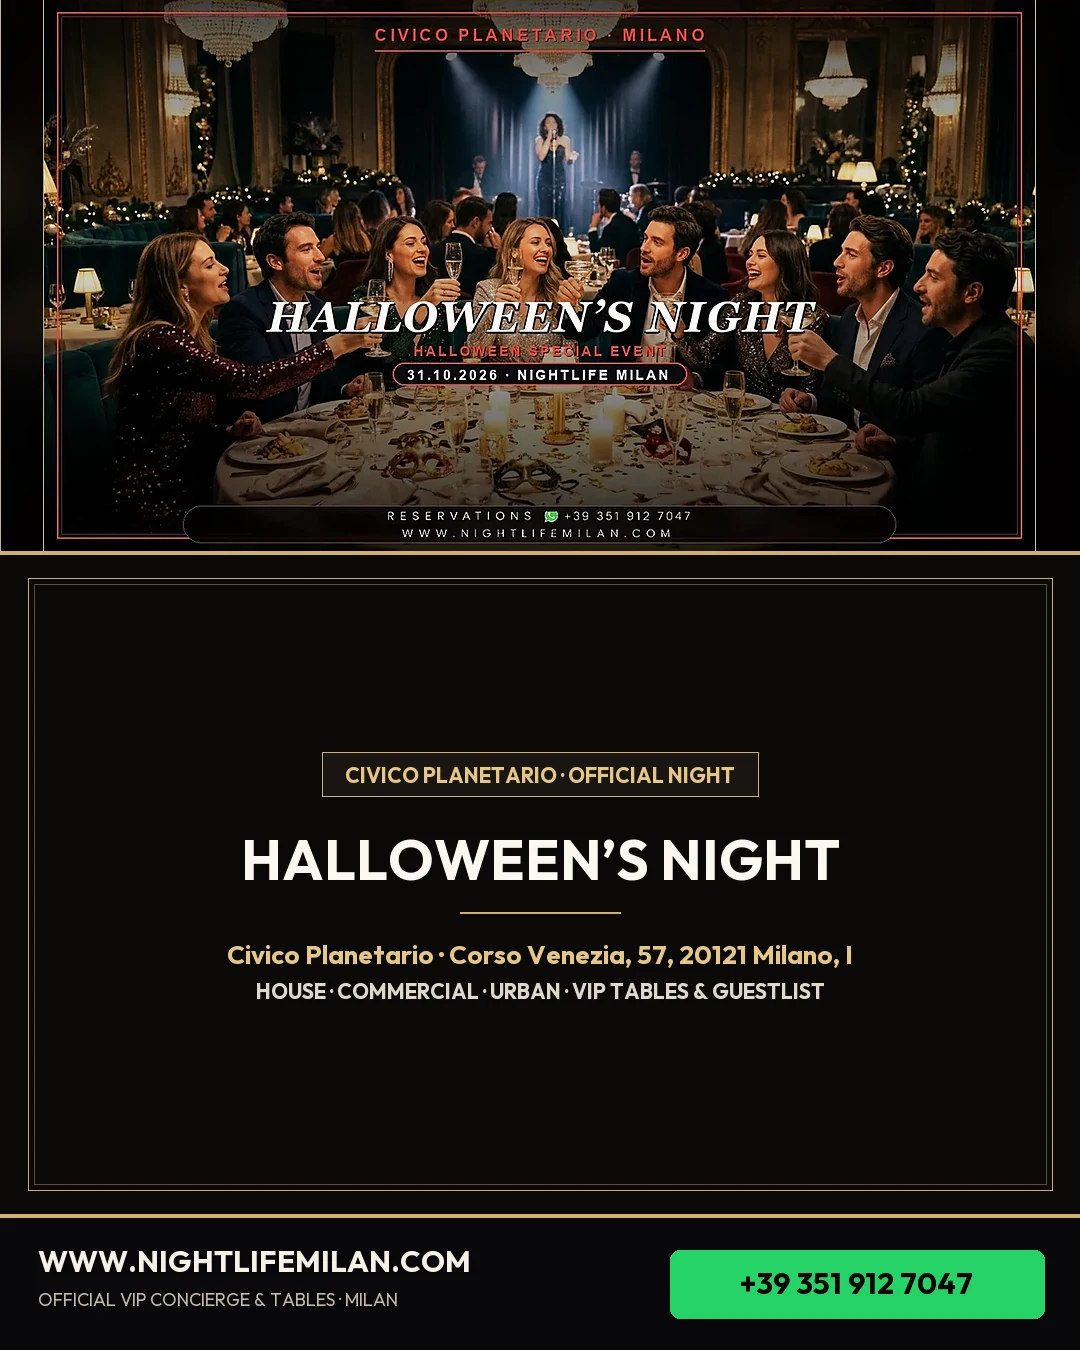 CIVICO PLANETARIO · MILANO
HALLOWEEN’S NIGHT
HALLOWEEN SPECIAL EVENT
31.10.2026 · NIGHTLIFE MILAN
RESERVATIONS +39 351 912 7047
WWW.NIGHTLIFEMILAN.COM
CIVICO PLANETARIO · OFFICIAL NIGHT
HALLOWEEN’S NIGHT
Civico Planetario · Corso Venezia, 57, 20121 Milano, I
HOUSE · COMMERCIAL · URBAN · VIP TABLES & GUESTLIST
WWW.NIGHTLIFEMILAN.COM
+39 351 912 7047
OFFICIAL VIP CONCIERGE & TABLES · MILAN